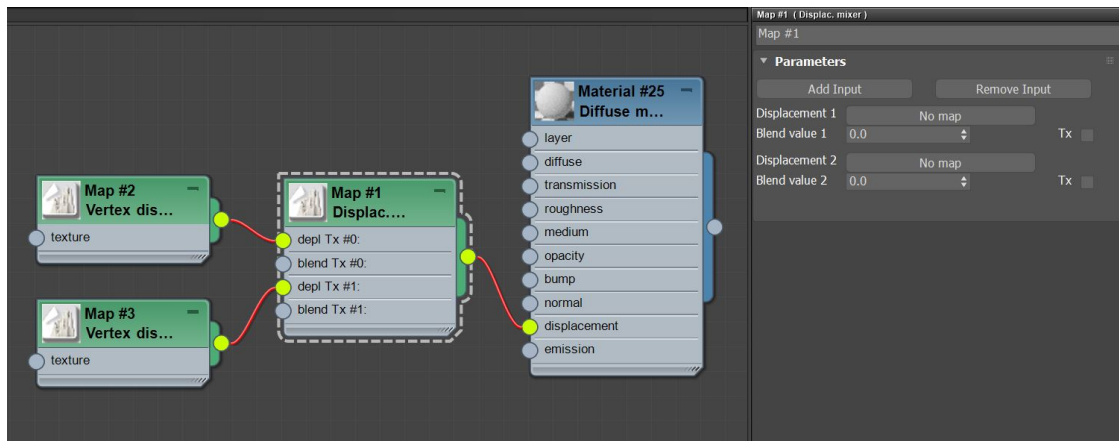 Map #1 ( Displac. mixer )
Map #1
Parameters
Add Input Remove Input
Displacement 1 No map
Blend value 1 0.0 Tx
Displacement 2 No map
Blend value 2 0.0 Tx
Material #25
Diffuse m...
layer
diffuse
transmission
roughness
medium
opacity
bump
normal
displacement
emission
Map #1
Displac....
depl Tx #0:
blend Tx #0:
depl Tx #1:
blend Tx #1:
Map #2
Vertex dis...
texture
Map #3
Vertex dis...
texture